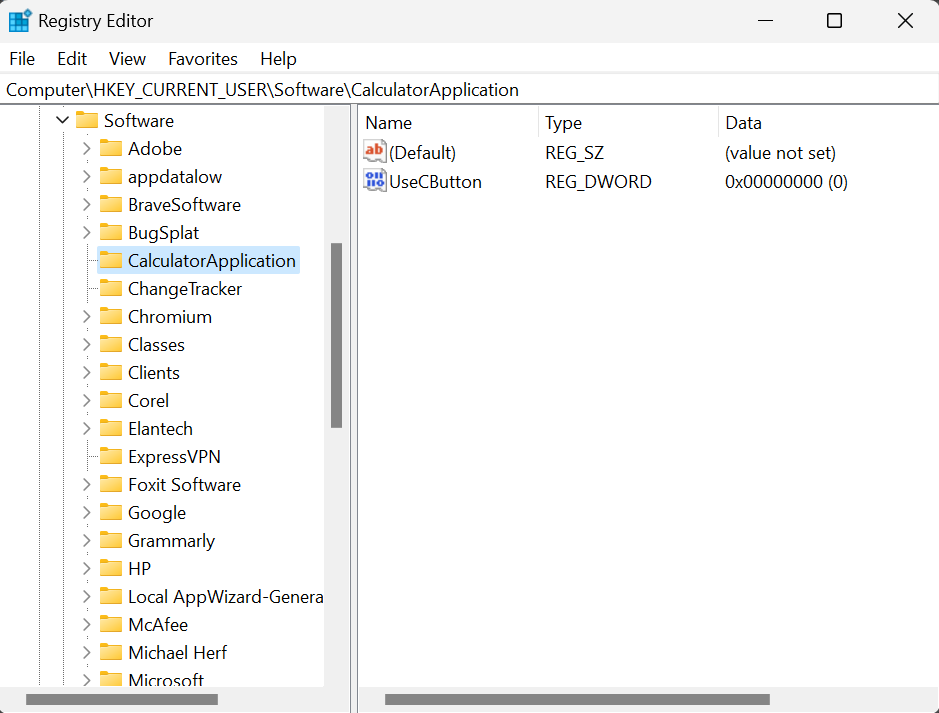 Registry Editor
File Edit View Favorites Help
Computer\HKEY_CURRENT_USER\Software\CalculatorApplication
Software
Adobe
appdatalow
BraveSoftware
BugSplat
CalculatorApplication
ChangeTracker
Chromium
Classes
Clients
Corel
Elantech
ExpressVPN
Foxit Software
Google
Grammarly
HP
Local AppWizard-Genera
McAfee
Michael Herf
Microsoft
Name Type Data
(Default) REG_SZ (value not set)
UseCButton REG_DWORD 0x00000000 (0)